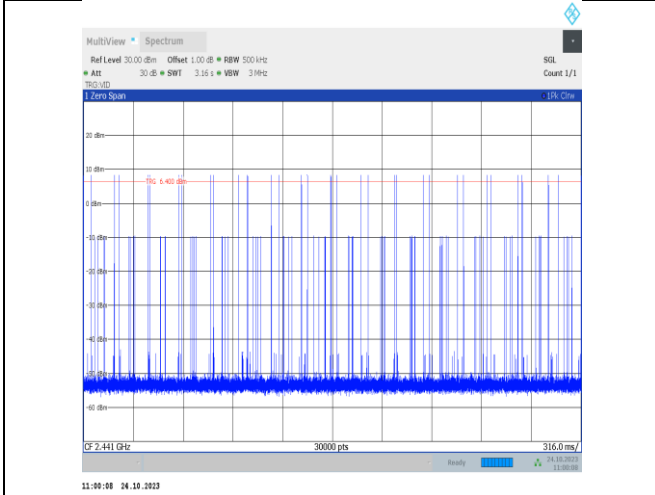 MultiView Spectrum
Ref Level 30.00 dBm Offset 1.00 dB RBW 500 kHz SGL
Att 30 dB SWT 3.16 s VBW 3 MHz Count 1/1
TRG:VID
1 Zero Span 1Pk Clrw
20 dBm
10 dBm
TRG 6.400 dBm
0 dBm
-10 dBm
-20 dBm
-30 dBm
-40 dBm
-50 dBm
-60 dBm
CF 2.441 GHz 30000 pts 316.0 ms/
Ready 24.10.2023
11:00:08
11:00:08 24.10.2023